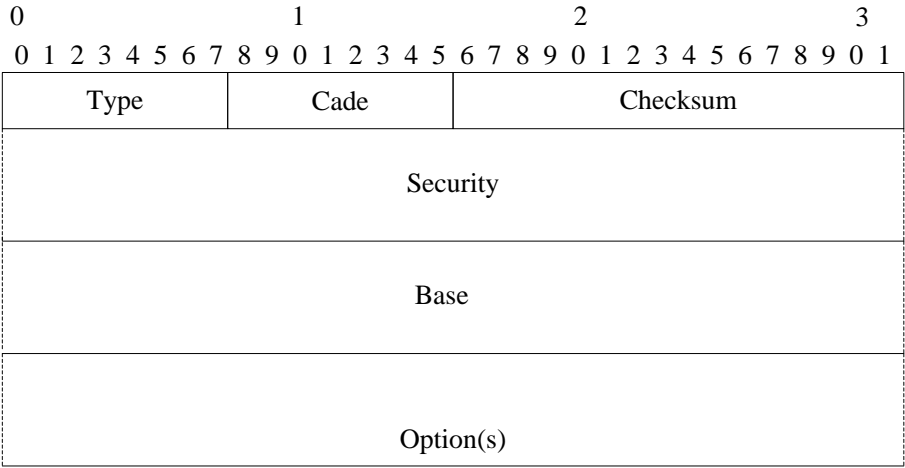 0 1 2 3
0 1 2 3 4 5 6 7 8 9 0 1 2 3 4 5 6 7 8 9 0 1 2 3 4 5 6 7 8 9 0 1
Type Cade Checksum
Security
Base
Option(s)